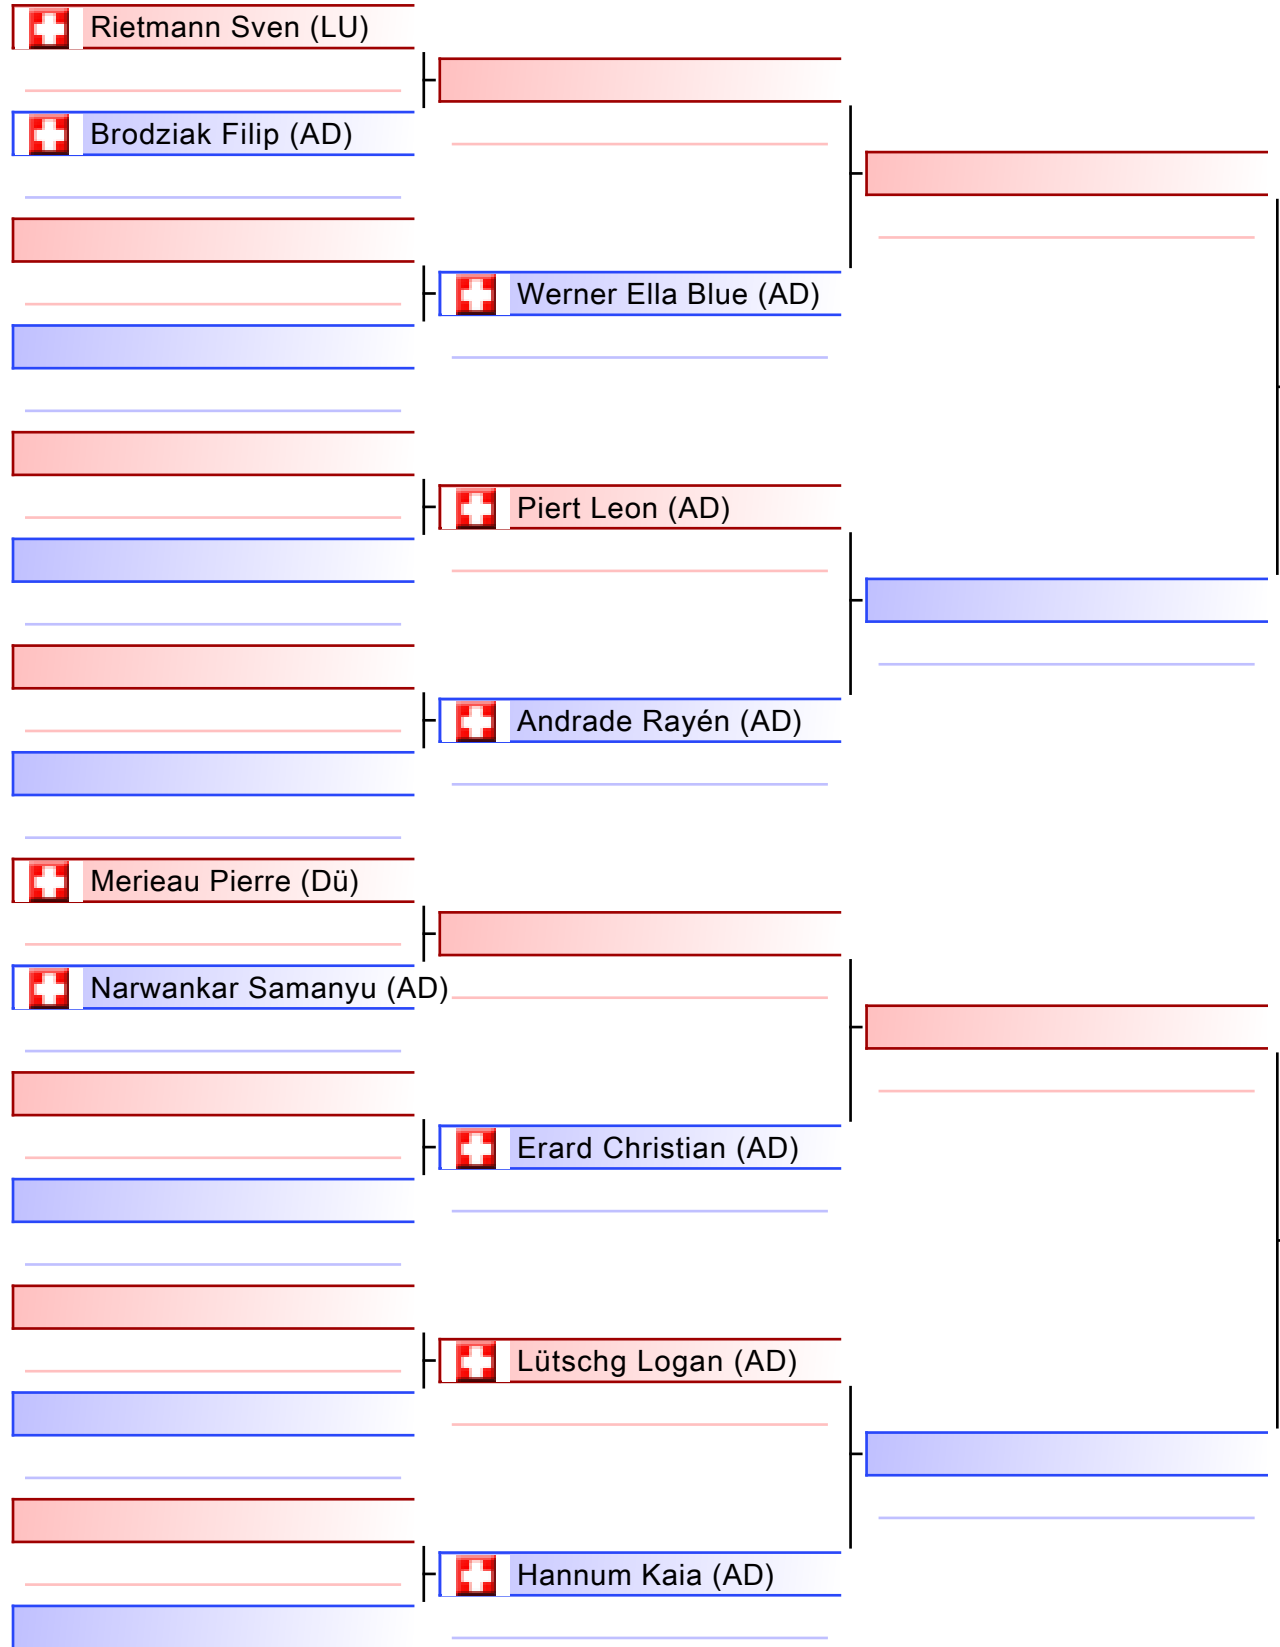 Rietmann Sven (LU)
Brodziak Filip (AD)
Werner Ella Blue (AD)
Piert Leon (AD)
Andrade Rayén (AD)
Merieau Pierre (Dü)
Narwankar Samanyu (AD)
Erard Christian (AD)
Lütschg Logan (AD)
Hannum Kaia (AD)